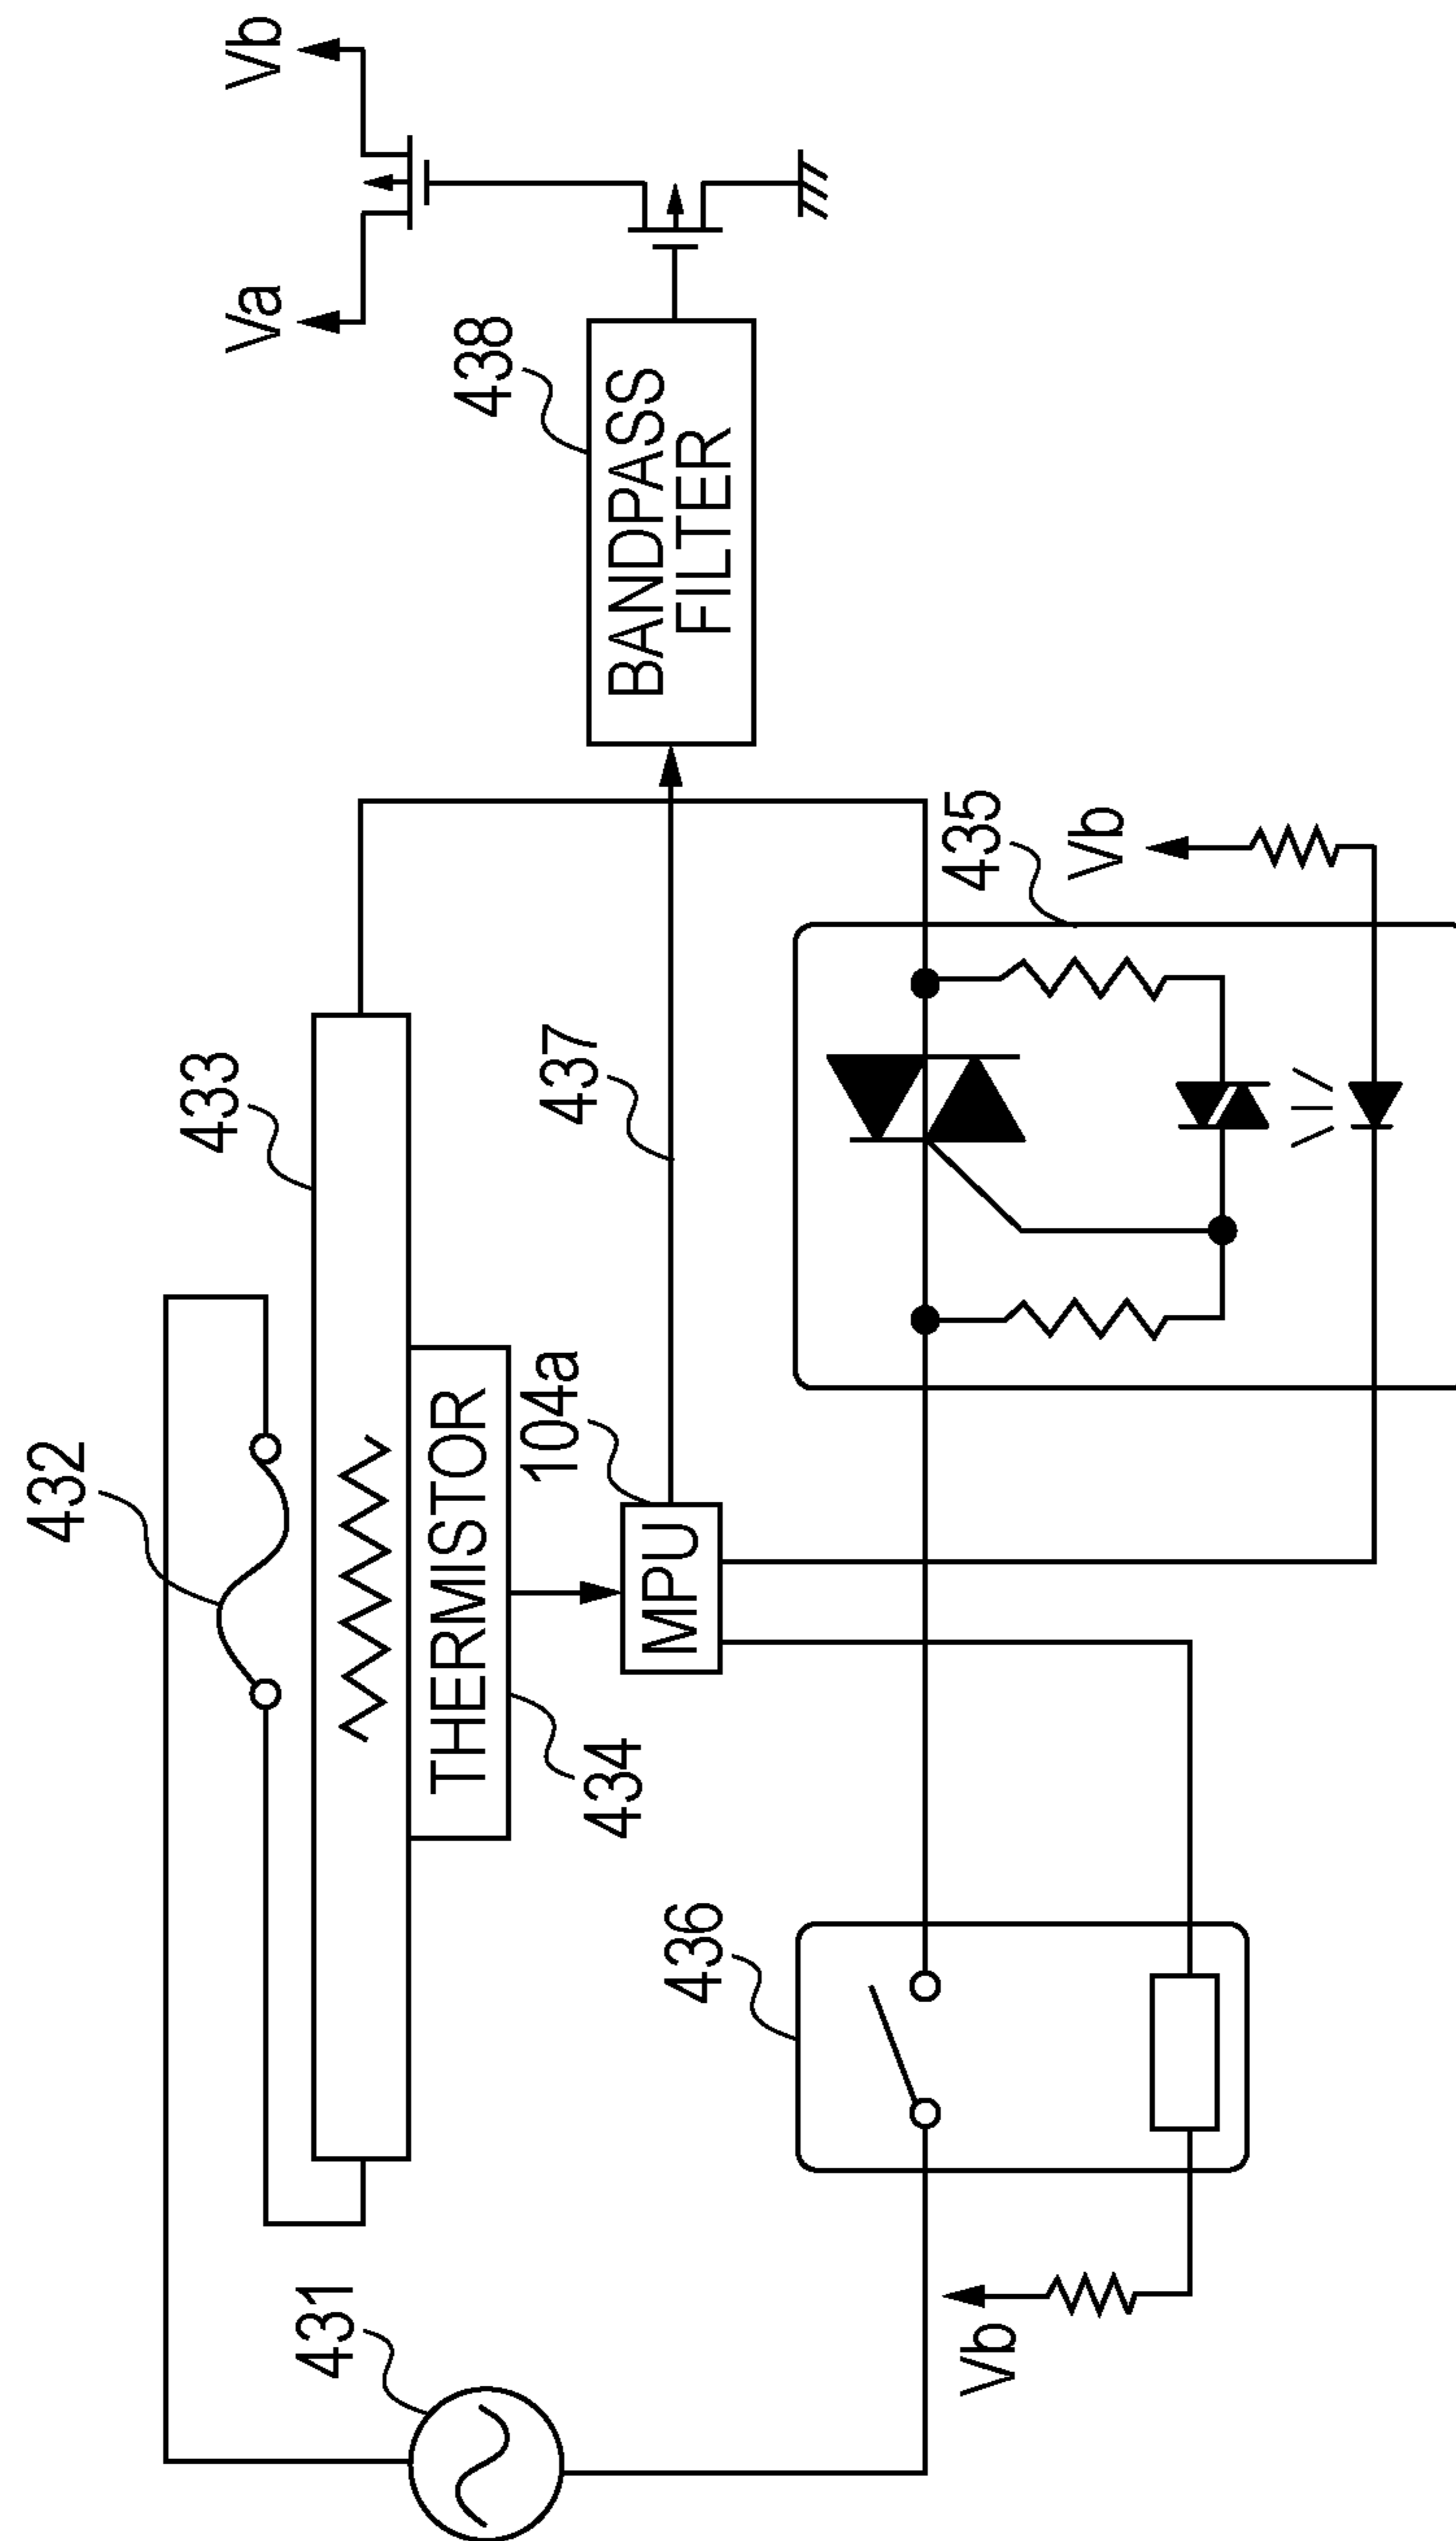 432
433
Va
Vb
THERMISTOR
438
BANDPASS
FILTER
431
434
104a
437
MPU
436
435
Vb
Vb